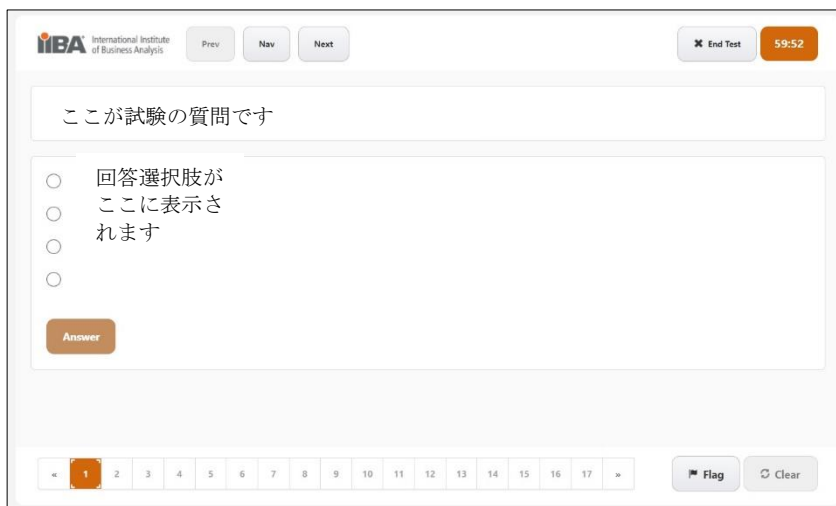 iiBA International Institute
of Business Analysis
Prev
Nav
Next
✖ End Test
59:52
ここが試験の質問です
回答選択肢が
ここに表示さ
れます
Answer
« 1 2 3 4 5 6 7 8 9 10 11 12 13 14 15 16 17 »
Flag
Clear